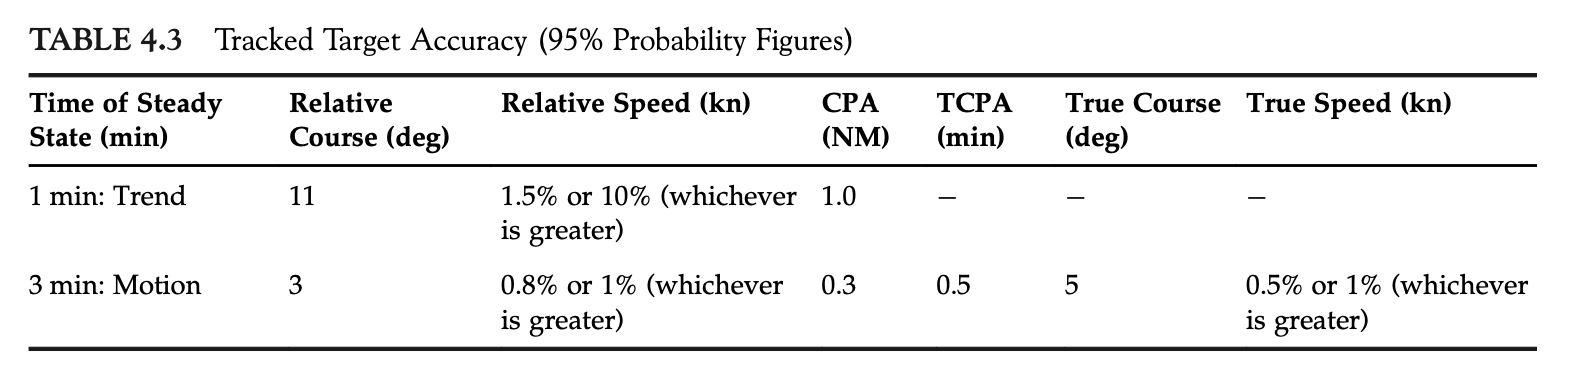 TABLE 4.3 Tracked Target Accuracy (95% Probability Figures)
Time of Steady Relative Relative Speed (kn) CPA TCPA True Course True Speed (kn)
State (min) Course (deg) (NM) (min) (deg)
1 min: Trend 11 1.5% or 10% (whichever 1.0 – – –
is greater)
3 min: Motion 3 0.8% or 1% (whichever 0.3 0.5 5 0.5% or 1% (whichever
is greater) is greater)